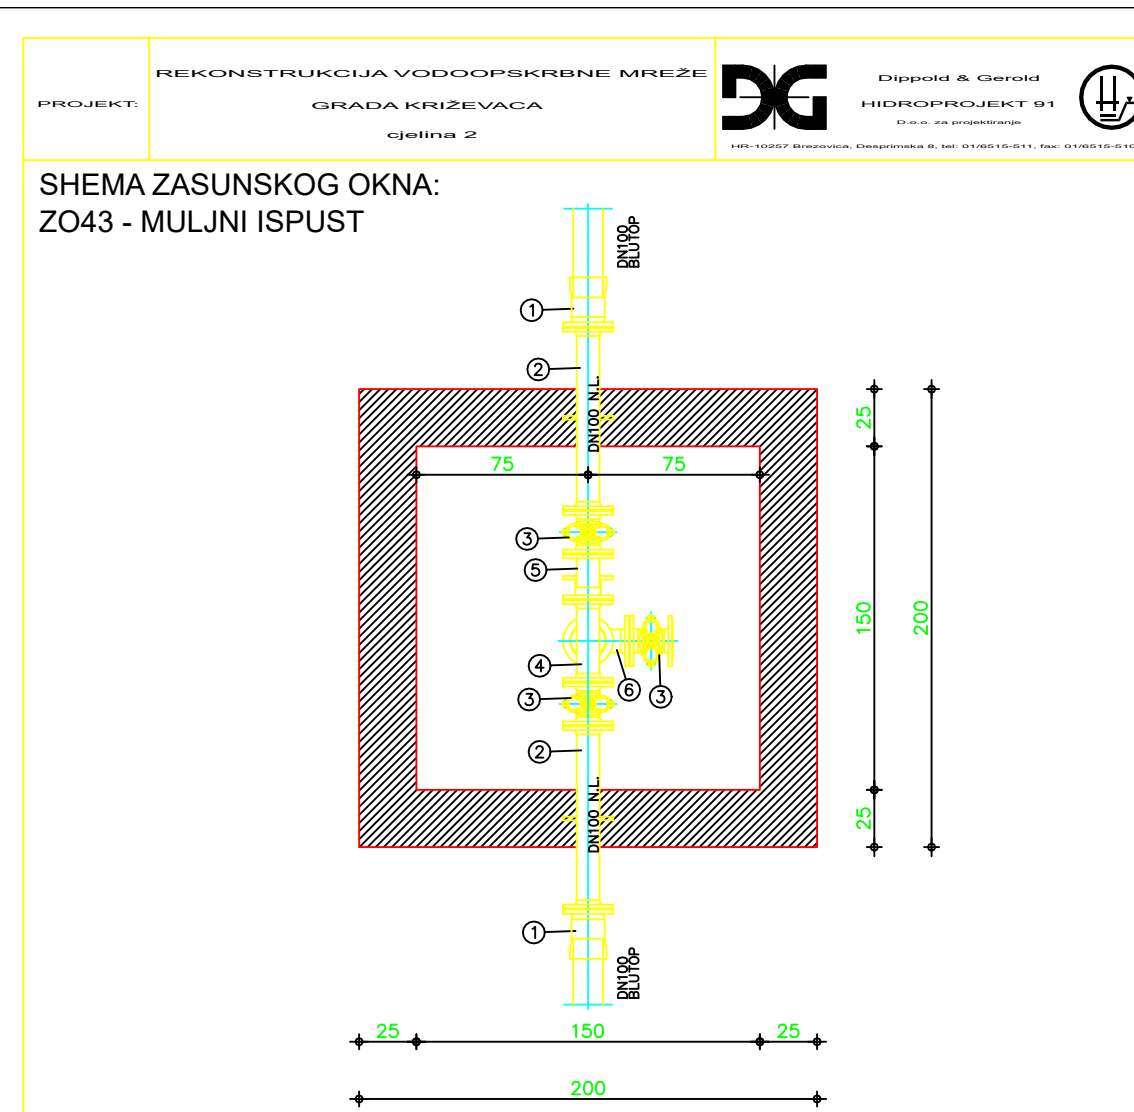 PROJEKT:
REKONSTRUKCIJA VODOOPSKRBNE MREŽE
GRADA KRIŽEVACA
cjelina 2
DG
Dippold & Gerold
HIDROPROJEKT 91
D.o.o. za projektiranje
HR-10257 Brezovica, Desprimska 8, tel: 01/6515-511, fax: 01/6515-510
SHEMA ZASUNSKOG OKNA:
ZO43 - MULJNI ISPUST
DN100
BLUTOP
1
2
DN100 N.L.
25
75
75
3
5
150
200
4
6
3
3
2
DN100 N.L.
25
1
DN100
BLUTOP
25
150
25
200